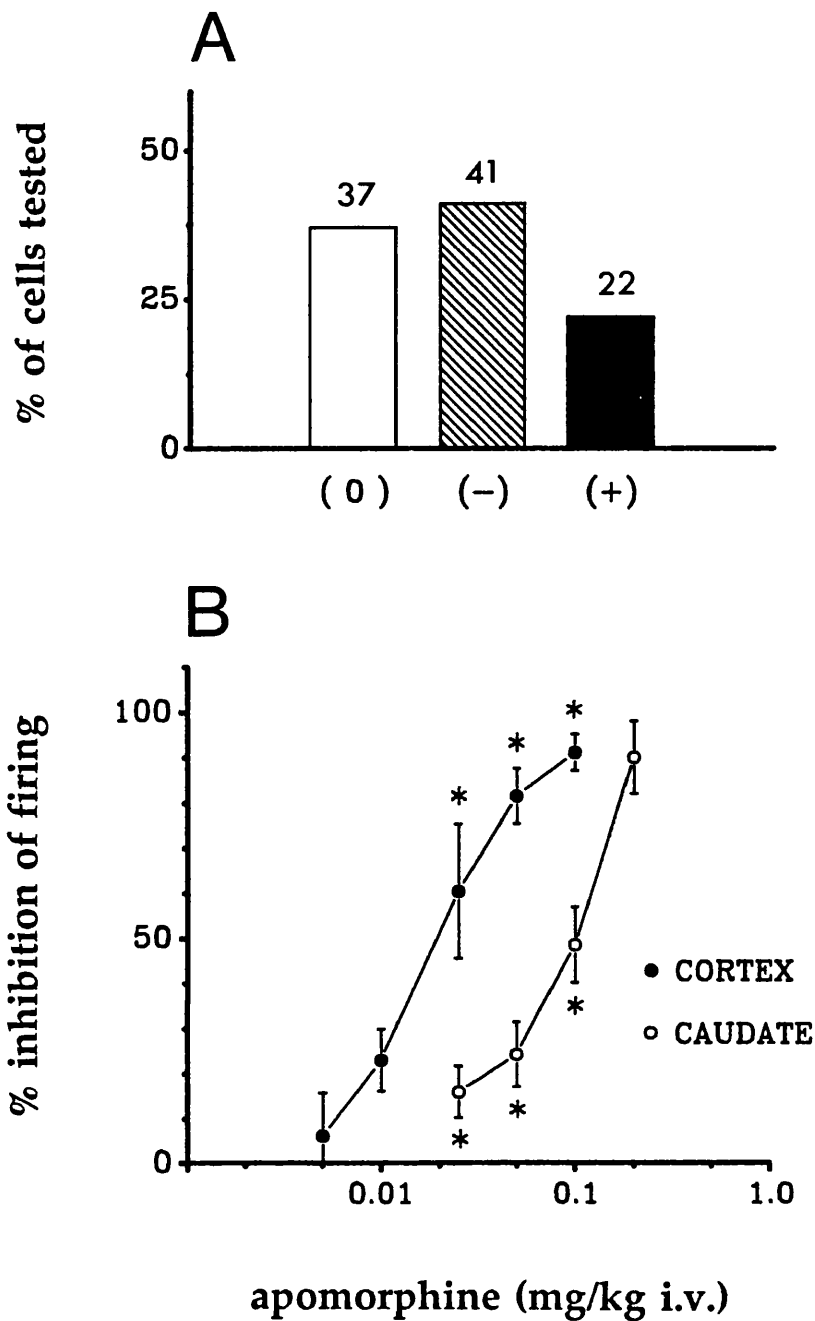 A
% of cells tested
50
25
0
37
41
22
( 0 ) (−) (+)
B
% inhibition of firing
100
50
0
* * *
* * *
CORTEX
CAUDATE
0.01 0.1 1.0
apomorphine (mg/kg i.v.)